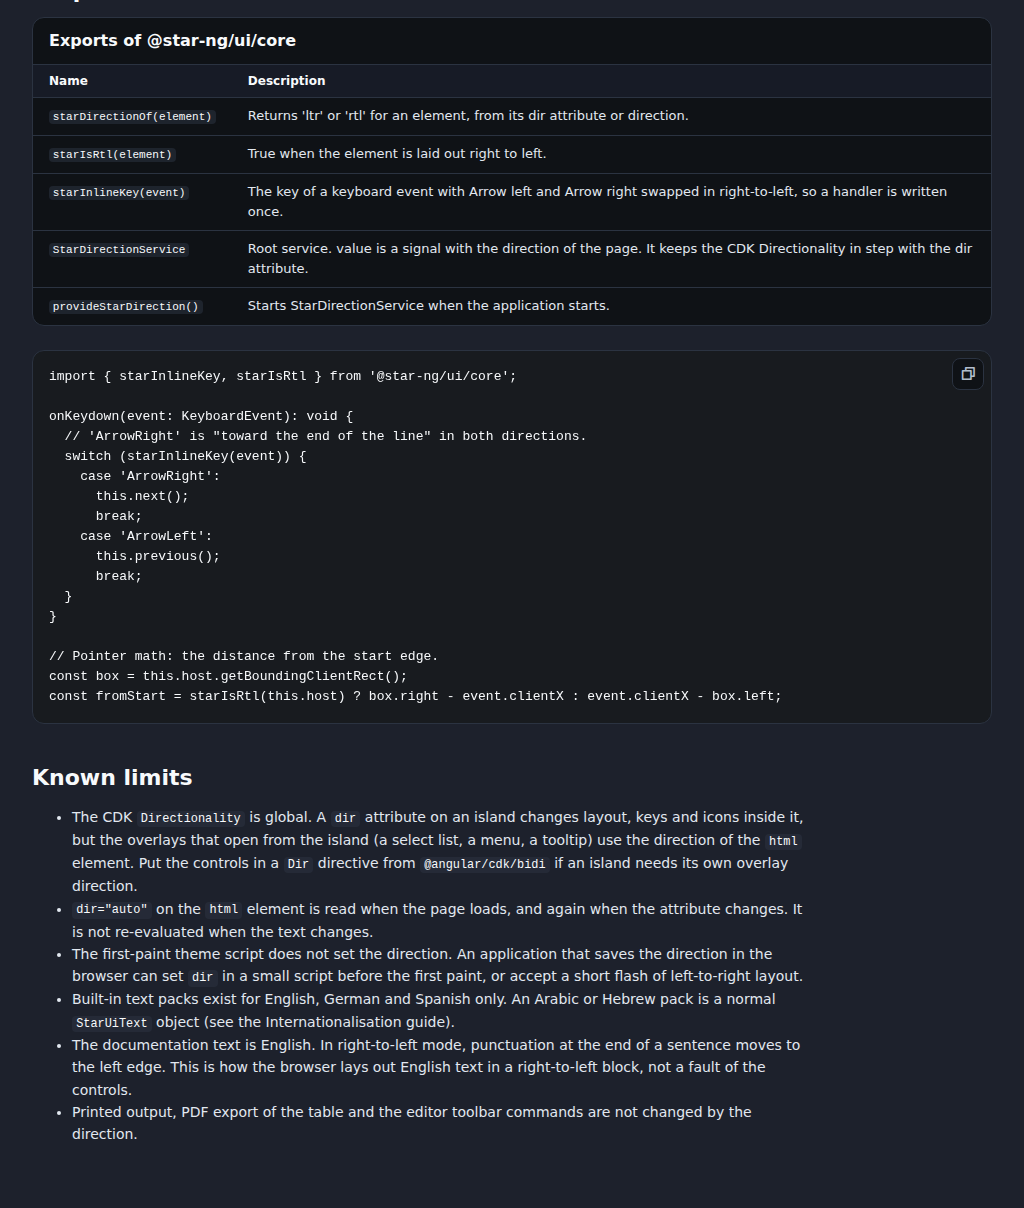 Exports of @star-ng/ui/core
Name Description
starDirectionOf(element) Returns 'ltr' or 'rtl' for an element, from its dir attribute or direction.
starIsRtl(element) True when the element is laid out right to left.
starInlineKey(event) The key of a keyboard event with Arrow left and Arrow right swapped in right-to-left, so a handler is written
once.
StarDirectionService Root service. value is a signal with the direction of the page. It keeps the CDK Directionality in step with the dir
attribute.
provideStarDirection() Starts StarDirectionService when the application starts.
import { starInlineKey, starIsRtl } from '@star-ng/ui/core';

onKeydown(event: KeyboardEvent): void {
  // 'ArrowRight' is "toward the end of the line" in both directions.
  switch (starInlineKey(event)) {
    case 'ArrowRight':
      this.next();
      break;
    case 'ArrowLeft':
      this.previous();
      break;
  }
}

// Pointer math: the distance from the start edge.
const box = this.host.getBoundingClientRect();
const fromStart = starIsRtl(this.host) ? box.right - event.clientX : event.clientX - box.left;
Known limits
• The CDK Directionality is global. A dir attribute on an island changes layout, keys and icons inside it,
but the overlays that open from the island (a select list, a menu, a tooltip) use the direction of the html
element. Put the controls in a Dir directive from @angular/cdk/bidi if an island needs its own overlay
direction.
• dir="auto" on the html element is read when the page loads, and again when the attribute changes. It
is not re-evaluated when the text changes.
• The first-paint theme script does not set the direction. An application that saves the direction in the
browser can set dir in a small script before the first paint, or accept a short flash of left-to-right layout.
• Built-in text packs exist for English, German and Spanish only. An Arabic or Hebrew pack is a normal
StarUiText object (see the Internationalisation guide).
• The documentation text is English. In right-to-left mode, punctuation at the end of a sentence moves to
the left edge. This is how the browser lays out English text in a right-to-left block, not a fault of the
controls.
• Printed output, PDF export of the table and the editor toolbar commands are not changed by the
direction.